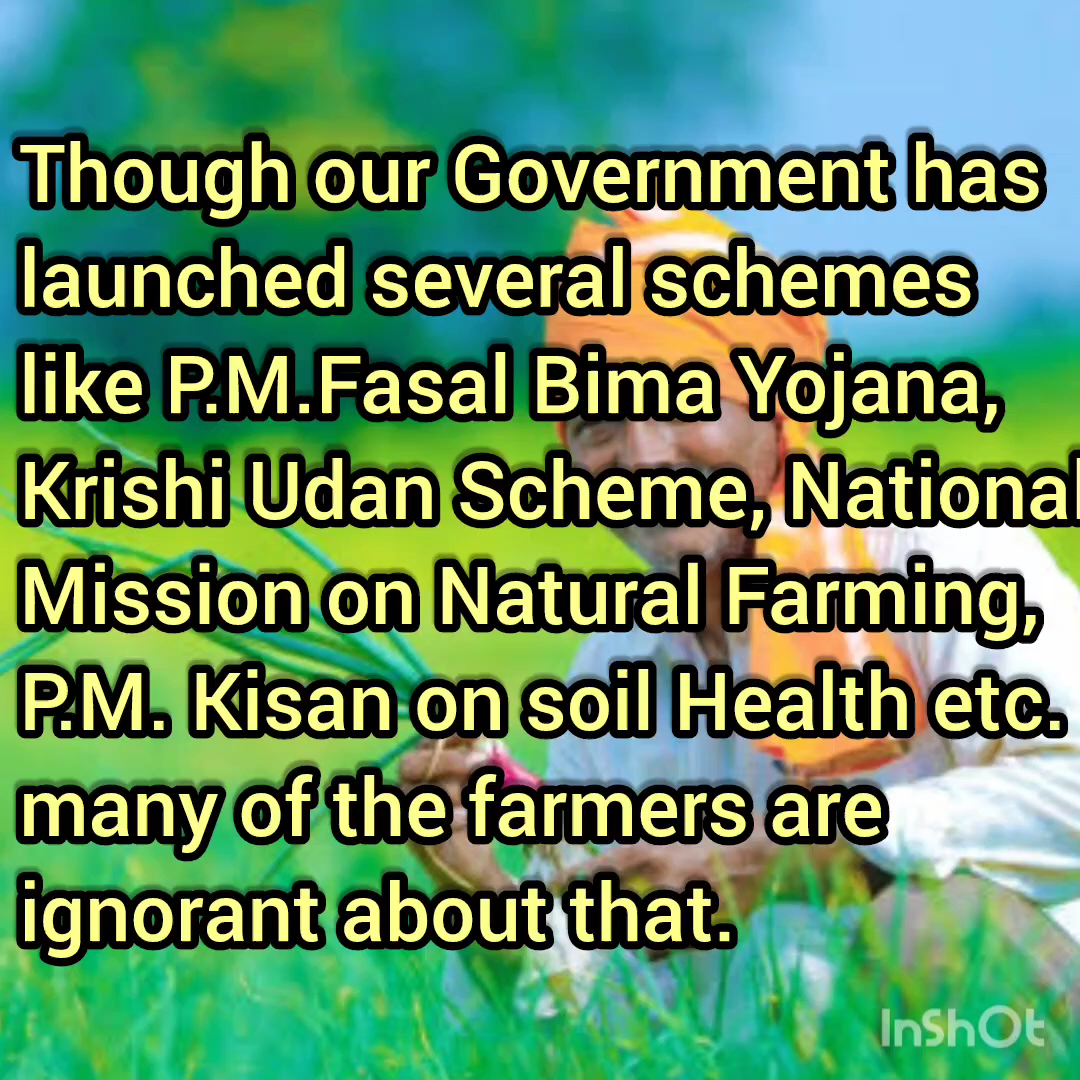 Though our Government has
launched several schemes
like P.M.Fasal Bima Yojana,
Krishi Udan Scheme, National
Mission on Natural Farming,
P.M. Kisan on soil Health etc.
many of the farmers are
ignorant about that.
InShOt